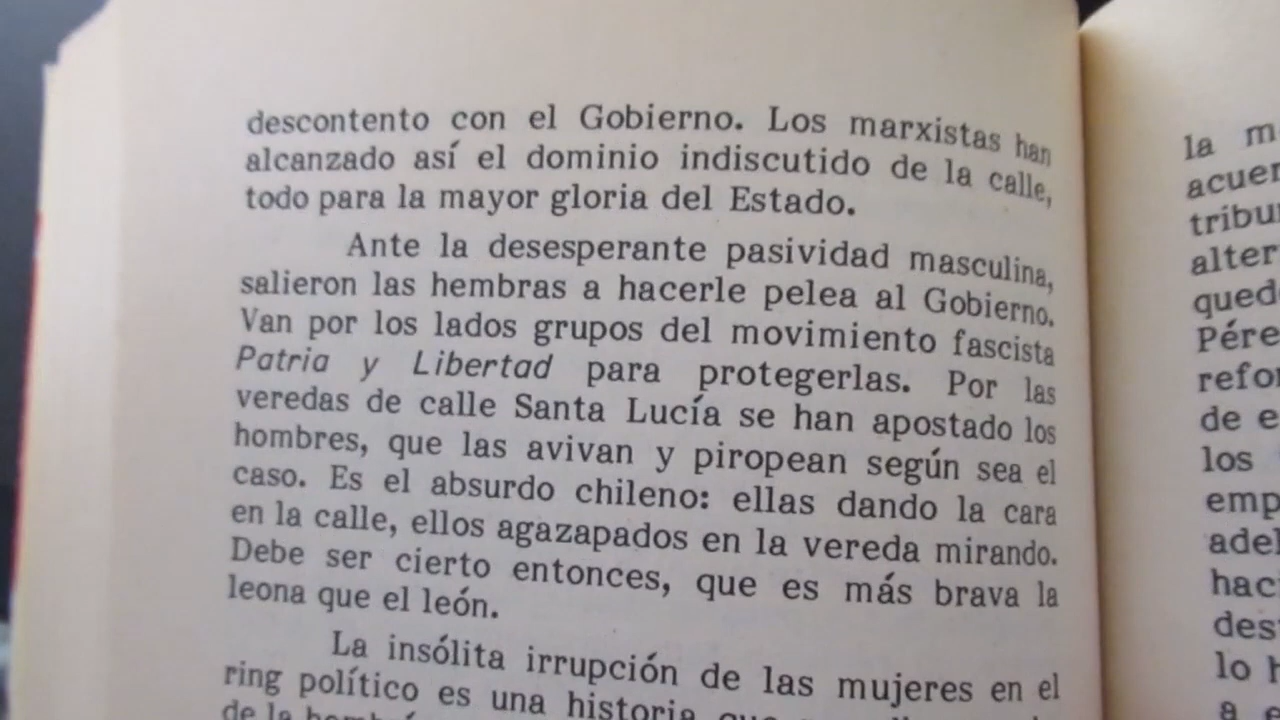 descontento con el Gobierno. Los marxistas han
alcanzado así el dominio indiscutido de la calle,
todo para la mayor gloria del Estado.
Ante la desesperante pasividad masculina,
salieron las hembras a hacerle pelea al Gobierno.
Van por los lados grupos del movimiento fascista
Patria y Libertad para protegerlas. Por las
veredas de calle Santa Lucía se han apostado los
hombres, que las avivan y piropean según sea el
caso. Es el absurdo chileno: ellas dando la cara
en la calle, ellos agazapados en la vereda mirando.
Debe ser cierto entonces, que es más brava la
leona que el león.
La insólita irrupción de las mujeres en el
ring político es una historia que
de la
la m
acuer
tribu
alter
qued
Pére
refor
de e
los
emp
adel
haci
des
lo h
a e